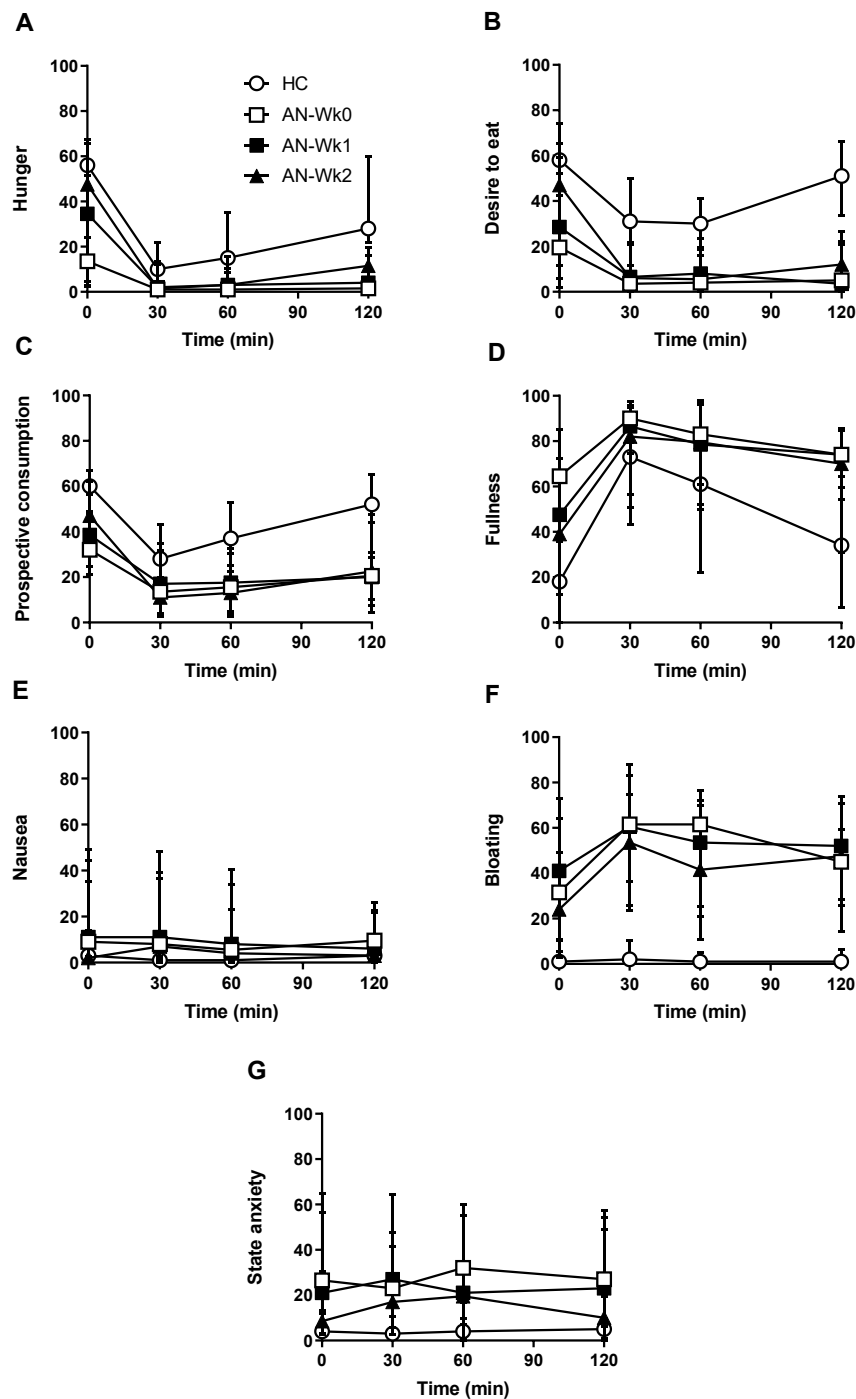 A
B
HC
AN-Wk0
AN-Wk1
AN-Wk2
100
80
60
40
20
0
Hunger
0 30 60 90 120
Time (min)
100
80
60
40
20
0
Desire to eat
0 30 60 90 120
Time (min)
C
D
100
80
60
40
20
0
Prospective consumption
0 30 60 90 120
Time (min)
100
80
60
40
20
0
Fullness
0 30 60 90 120
Time (min)
E
F
100
80
60
40
20
0
Nausea
0 30 60 90 120
Time (min)
100
80
60
40
20
0
Bloating
0 30 60 90 120
Time (min)
G
100
80
60
40
20
0
State anxiety
0 30 60 90 120
Time (min)